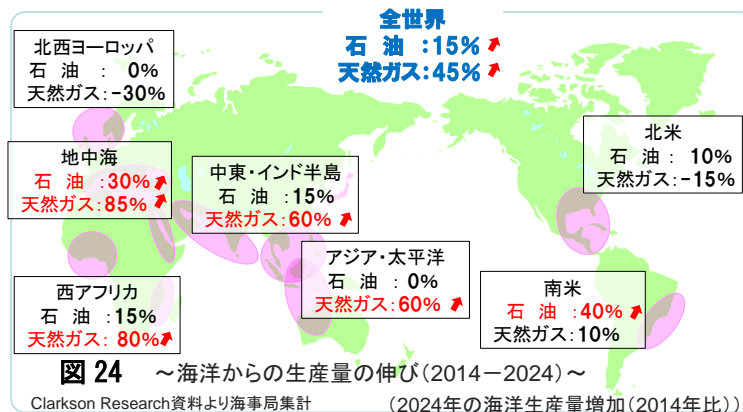 全世界
石 油 :15%
天然ガス:45%
北西ヨーロッパ
石 油 : 0%
天然ガス:-30%
地中海
石 油 :30%
天然ガス:85%
中東・インド半島
石 油 :15%
天然ガス:60%
北米
石 油 : 10%
天然ガス:-15%
アジア・太平洋
石 油 : 0%
天然ガス:60%
西アフリカ
石 油 :15%
天然ガス:80%
南米
石 油 :40%
天然ガス:10%
図 24 ~海洋からの生産量の伸び(2014-2024)~
Clarkson Research資料より海事局集計 (2024年の海洋生産量増加(2014年比))